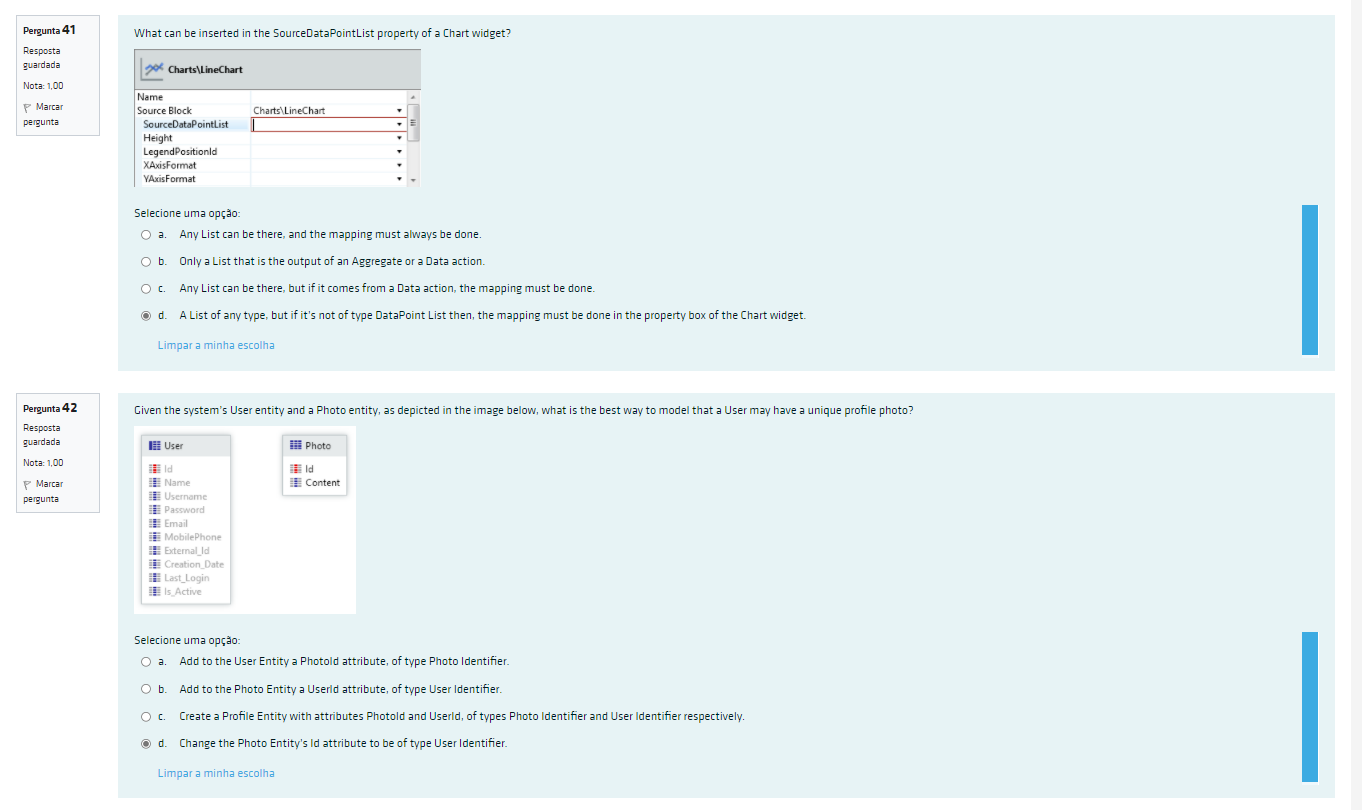 Pergunta 41
Resposta
guardada
Nota: 1,00
Marcar
pergunta
What can be inserted in the SourceDataPointList property of a Chart widget?
Charts\LineChart
Name
Source Block Charts\LineChart
SourceDataPointList
Height
LegendPositionId
XAxisFormat
YAxisFormat
Selecione uma opção:
a. Any List can be there, and the mapping must always be done.
b. Only a List that is the output of an Aggregate or a Data action.
c. Any List can be there, but if it comes from a Data action, the mapping must be done.
d. A List of any type, but if it's not of type DataPoint List then, the mapping must be done in the property box of the Chart widget.
Limpar a minha escolha
Pergunta 42
Resposta
guardada
Nota: 1,00
Marcar
pergunta
Given the system's User entity and a Photo entity, as depicted in the image below, what is the best way to model that a User may have a unique profile photo?
User
Id
Name
Username
Password
Email
MobilePhone
External_Id
Creation_Date
Last_Login
Is_Active
Photo
Id
Content
Selecione uma opção:
a. Add to the User Entity a PhotoId attribute, of type Photo Identifier.
b. Add to the Photo Entity a UserId attribute, of type User Identifier.
c. Create a Profile Entity with attributes PhotoId and UserId, of types Photo Identifier and User Identifier respectively.
d. Change the Photo Entity's Id attribute to be of type User Identifier.
Limpar a minha escolha